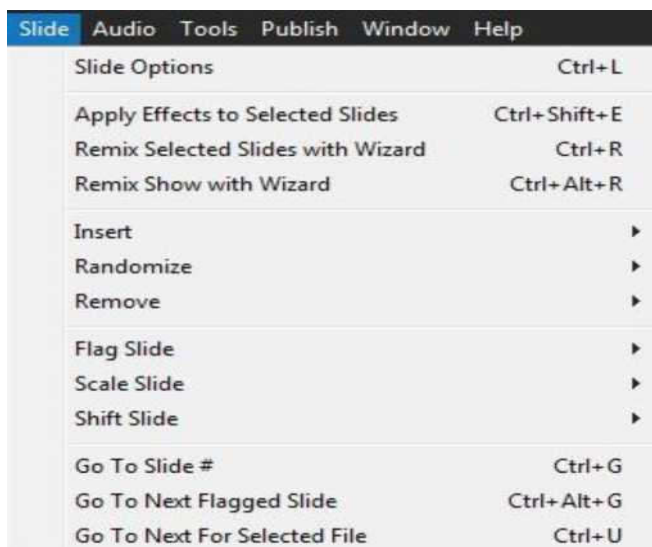 Slide Audio Tools Publish Window Help
Slide Options Ctrl+L
Apply Effects to Selected Slides Ctrl+Shift+E
Remix Selected Slides with Wizard Ctrl+R
Remix Show with Wizard Ctrl+Alt+R
Insert
Randomize
Remove
Flag Slide
Scale Slide
Shift Slide
Go To Slide # Ctrl+G
Go To Next Flagged Slide Ctrl+Alt+G
Go To Next For Selected File Ctrl+U